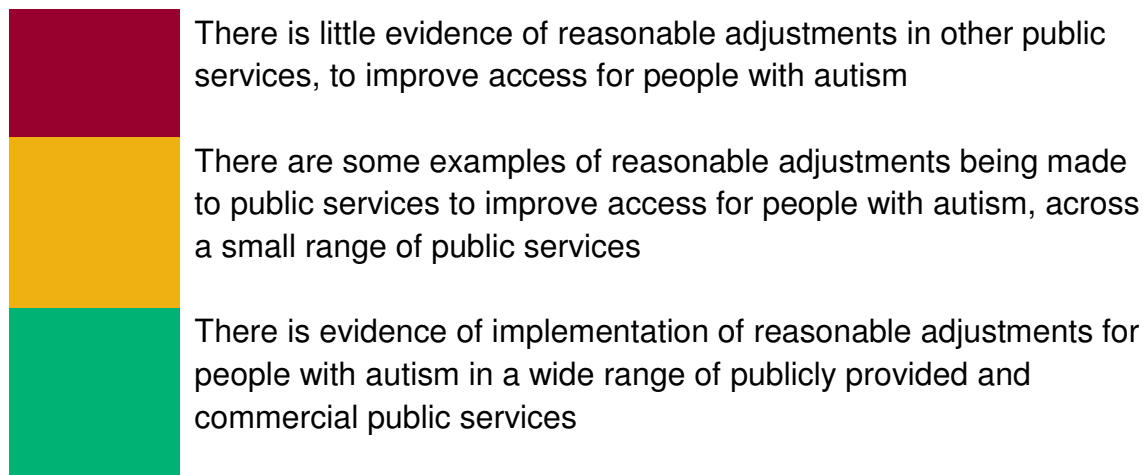 There is little evidence of reasonable adjustments in other public
services, to improve access for people with autism
There are some examples of reasonable adjustments being made
to public services to improve access for people with autism, across
a small range of public services
There is evidence of implementation of reasonable adjustments for
people with autism in a wide range of publicly provided and
commercial public services